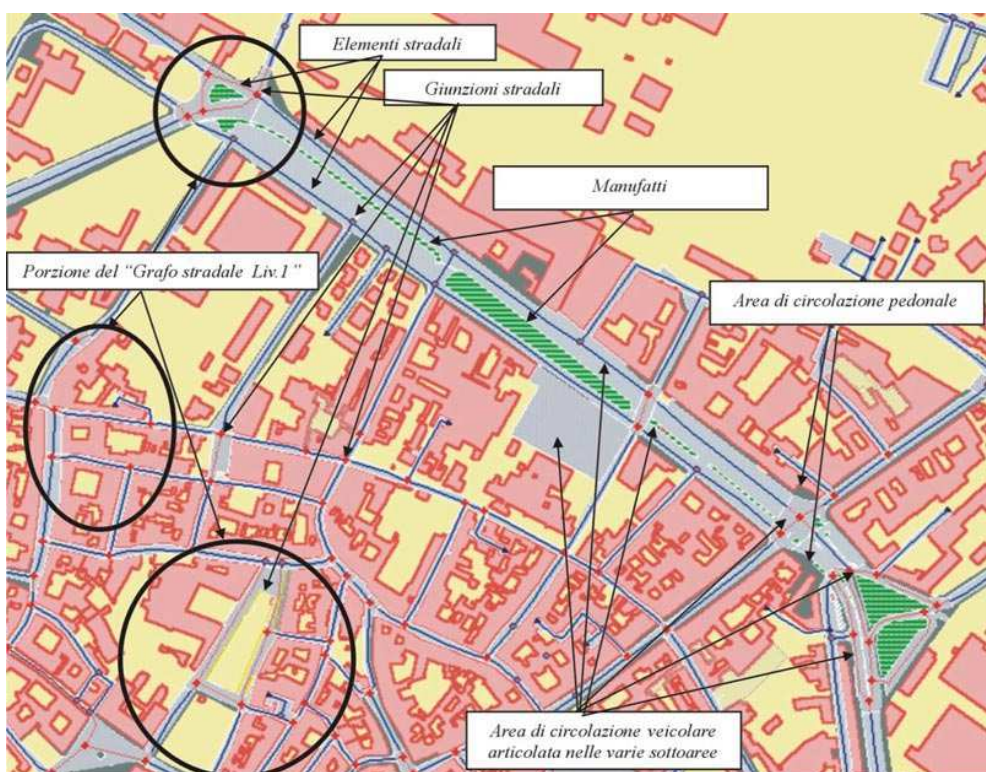 Elementi stradali
Giunzioni stradali
Manufatti
Porzione del “Grafo stradale Liv.1”
Area di circolazione pedonale
Area di circolazione veicolare
articolata nelle varie sottoaree